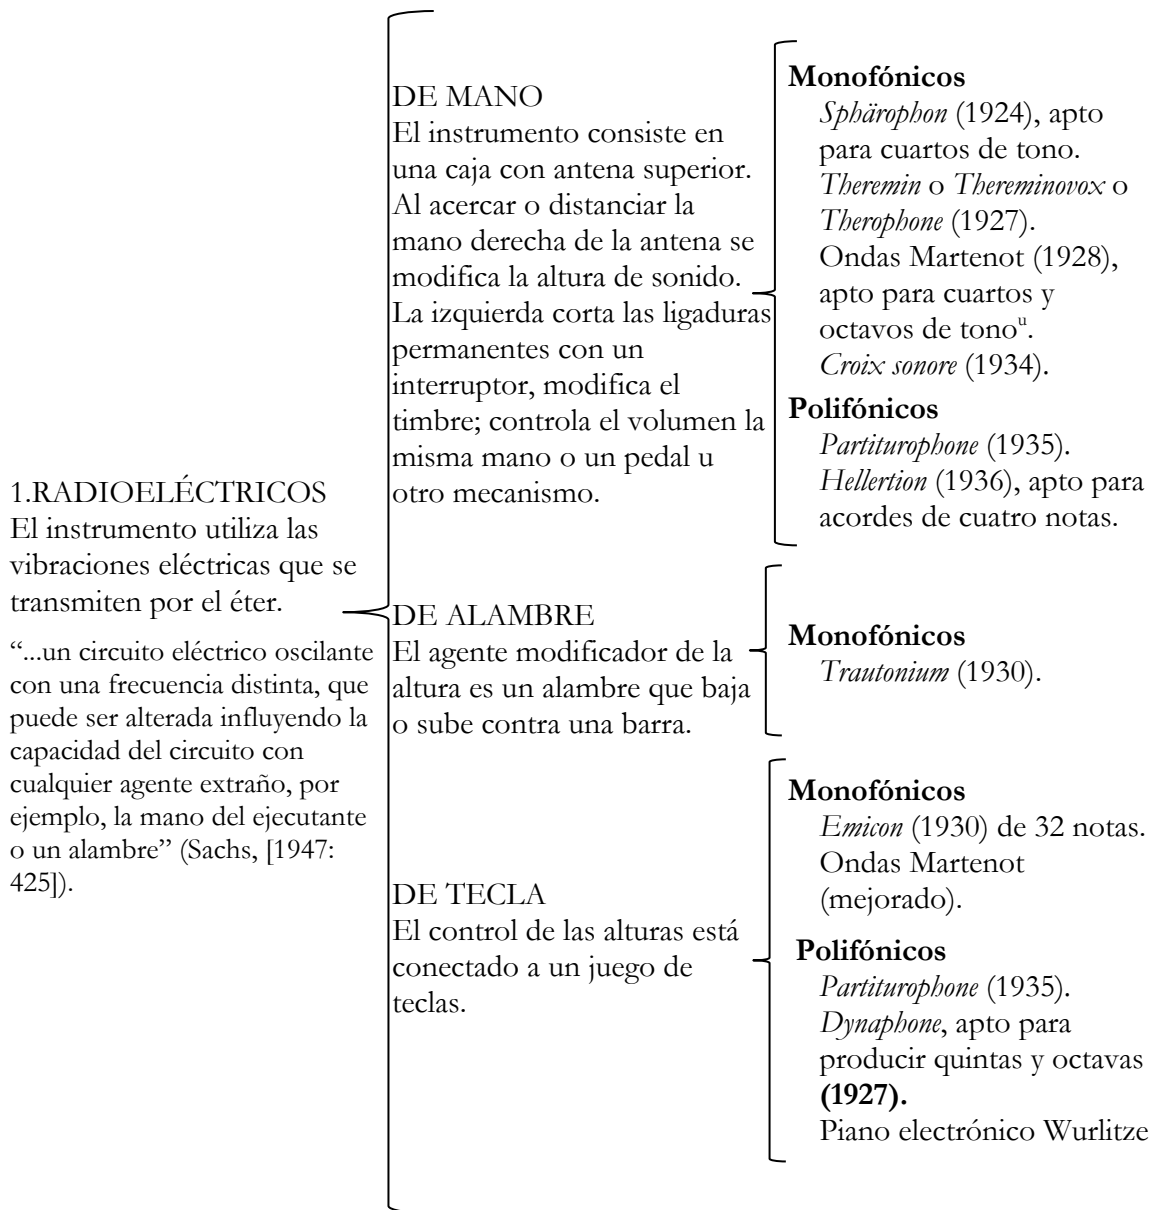 1.RADIOELÉCTRICOS
El instrumento utiliza las
vibraciones eléctricas que se
transmiten por el éter.
“...un circuito eléctrico oscilante
con una frecuencia distinta, que
puede ser alterada influyendo la
capacidad del circuito con
cualquier agente extraño, por
ejemplo, la mano del ejecutante
o un alambre” (Sachs, [1947:
425]).
DE MANO
El instrumento consiste en
una caja con antena superior.
Al acercar o distanciar la
mano derecha de la antena se
modifica la altura de sonido.
La izquierda corta las ligaduras
permanentes con un
interruptor, modifica el
timbre; controla el volumen la
misma mano o un pedal u
otro mecanismo.
Monofónicos
Sphärophon (1924), apto
para cuartos de tono.
Theremin o Thereminovox o
Therophone (1927).
Ondas Martenot (1928),
apto para cuartos y
octavos de tonoᵘ.
Croix sonore (1934).
Polifónicos
Partiturophone (1935).
Hellertion (1936), apto para
acordes de cuatro notas.
DE ALAMBRE
El agente modificador de la
altura es un alambre que baja
o sube contra una barra.
Monofónicos
Trautonium (1930).
DE TECLA
El control de las alturas está
conectado a un juego de
teclas.
Monofónicos
Emicon (1930) de 32 notas.
Ondas Martenot
(mejorado).
Polifónicos
Partiturophone (1935).
Dynaphone, apto para
producir quintas y octavas
(1927).
Piano electrónico Wurlitze